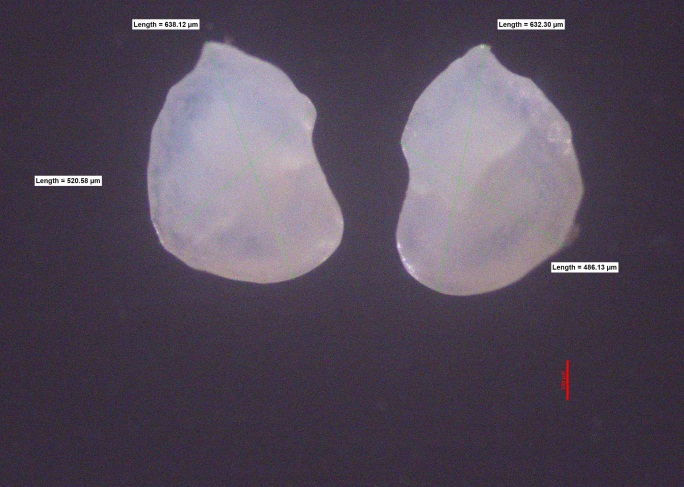 Length = 638.12 µm
Length = 632.30 µm
Length = 520.58 µm
Length = 486.13 µm